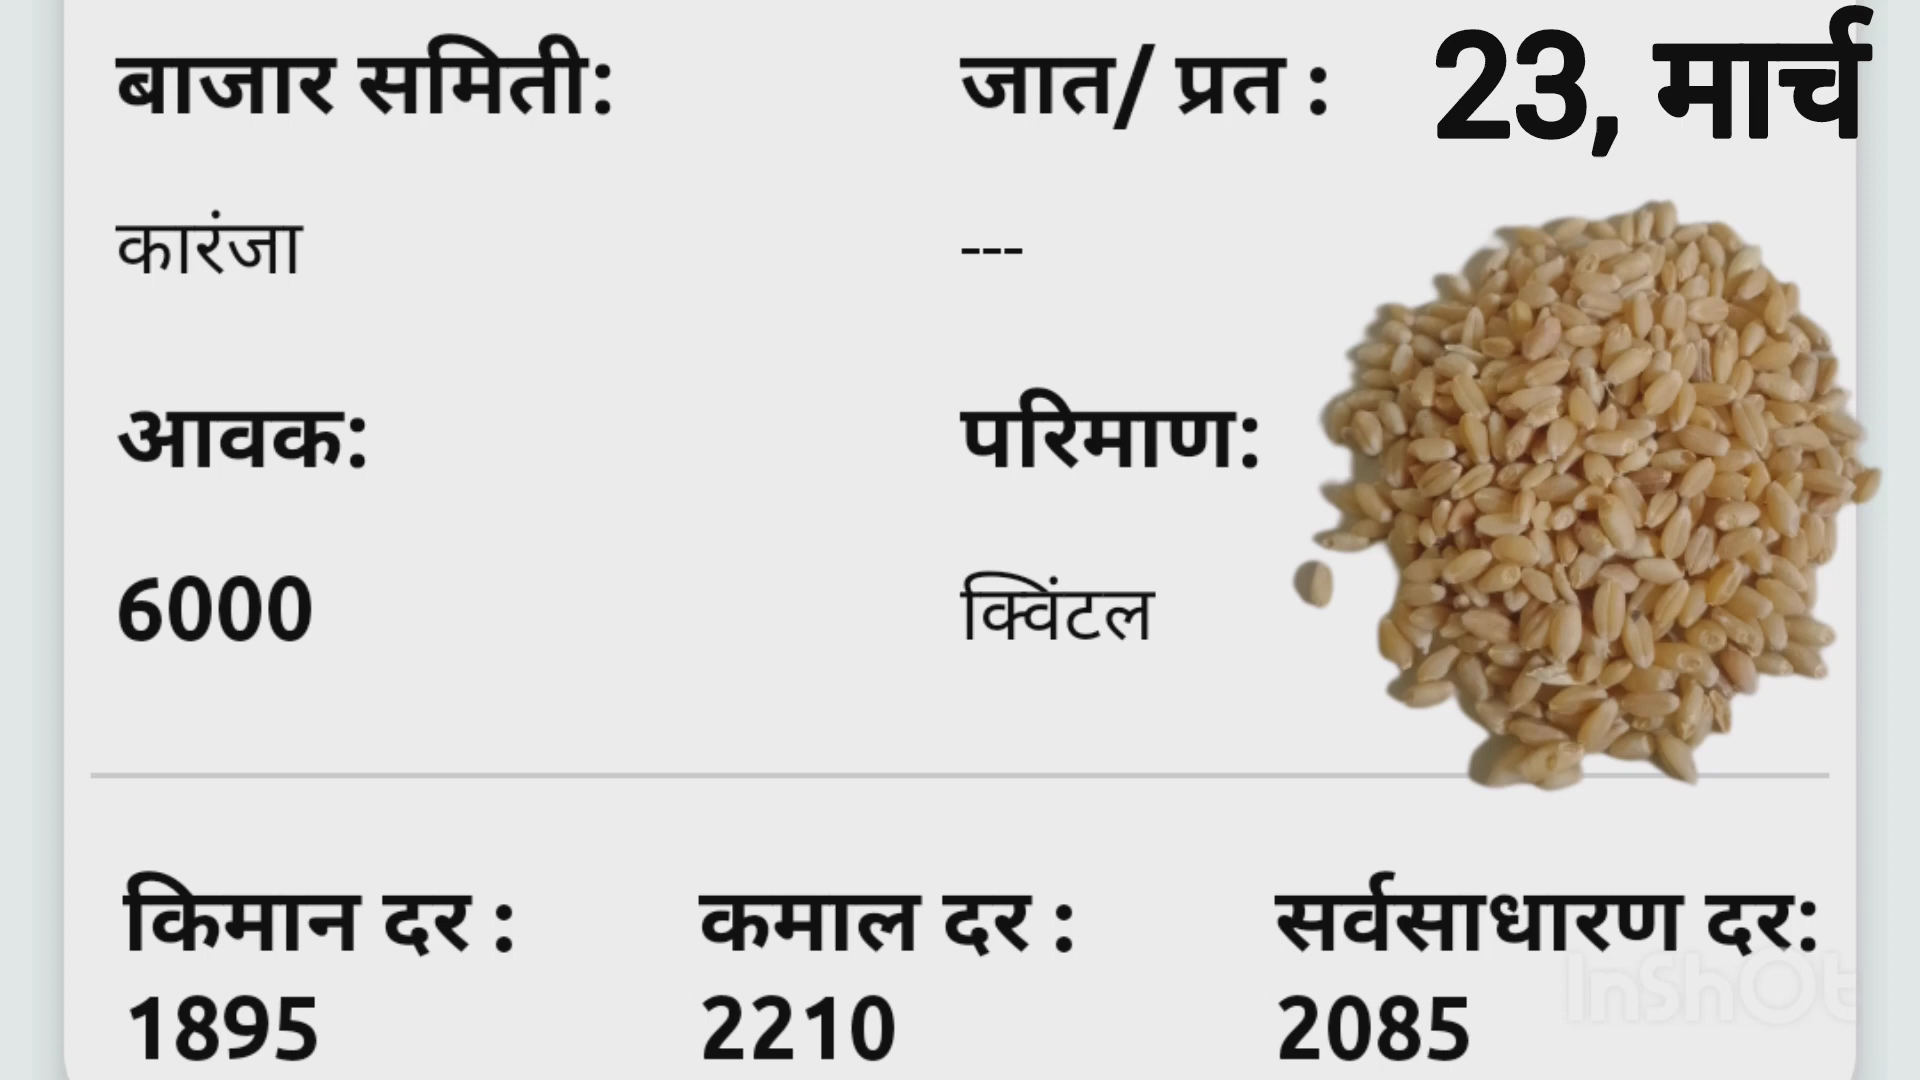 बाजार समिती:
जात/ प्रत :
23, मार्च
कारंजा
---
आवक:
परिमाण:
6000
क्विंटल
किमान दर :
कमाल दर :
सर्वसाधारण दर:
1895
2210
2085
InShOt